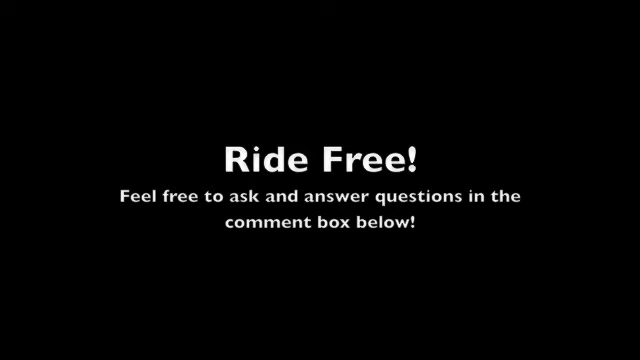 Ride Free!
Feel free to ask and answer questions in the
comment box below!